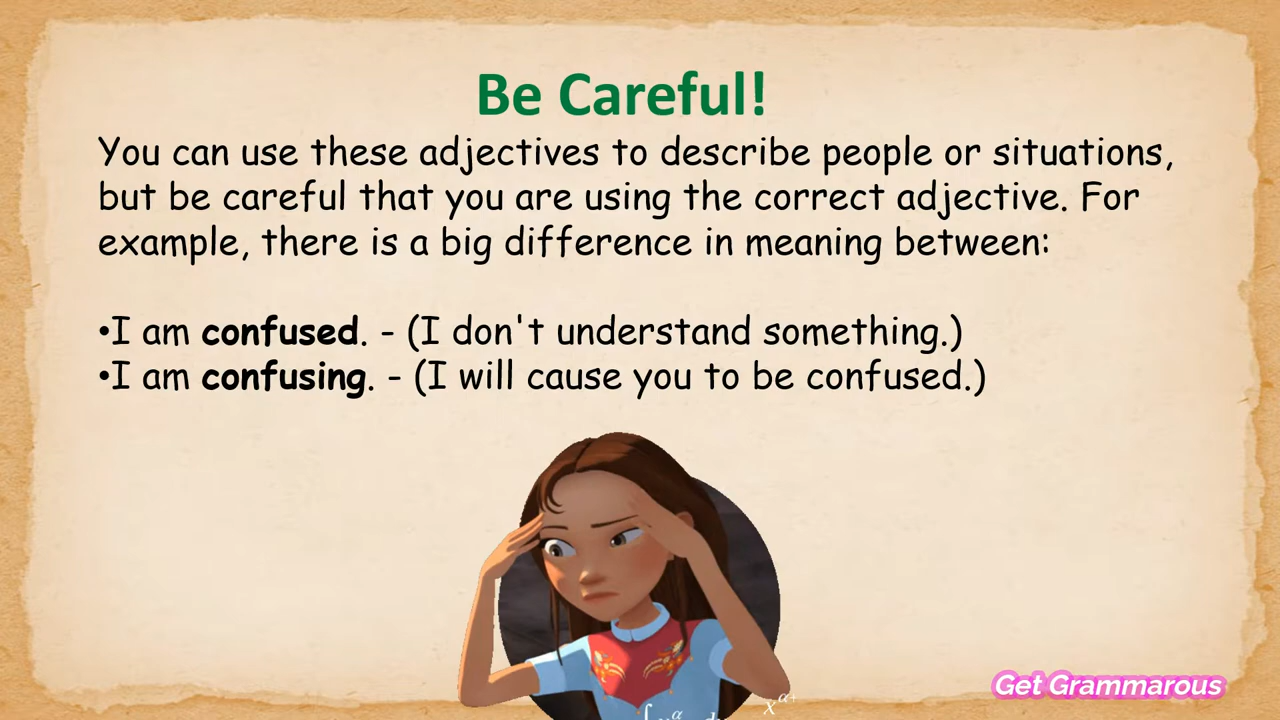 Be Careful!
You can use these adjectives to describe people or situations,
but be careful that you are using the correct adjective. For
example, there is a big difference in meaning between:
•I am confused. - (I don't understand something.)
•I am confusing. - (I will cause you to be confused.)
Get Grammarous